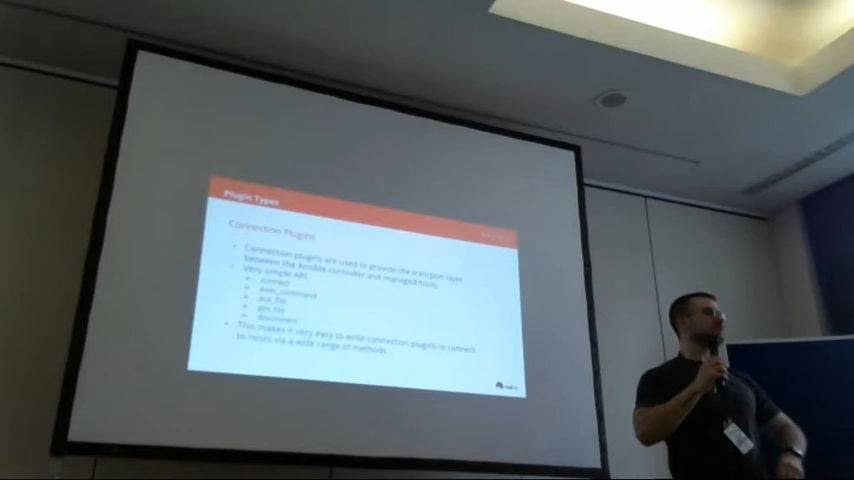 Plugin Types
Connection Plugins
Connection plugins are used to provide the transport layer
between the Ansible controller and managed hosts.
Very simple API:
connect
exec_command
put_file
get_file
disconnect
This makes it very easy to write connection plugins to connect
to hosts via a wide range of methods.